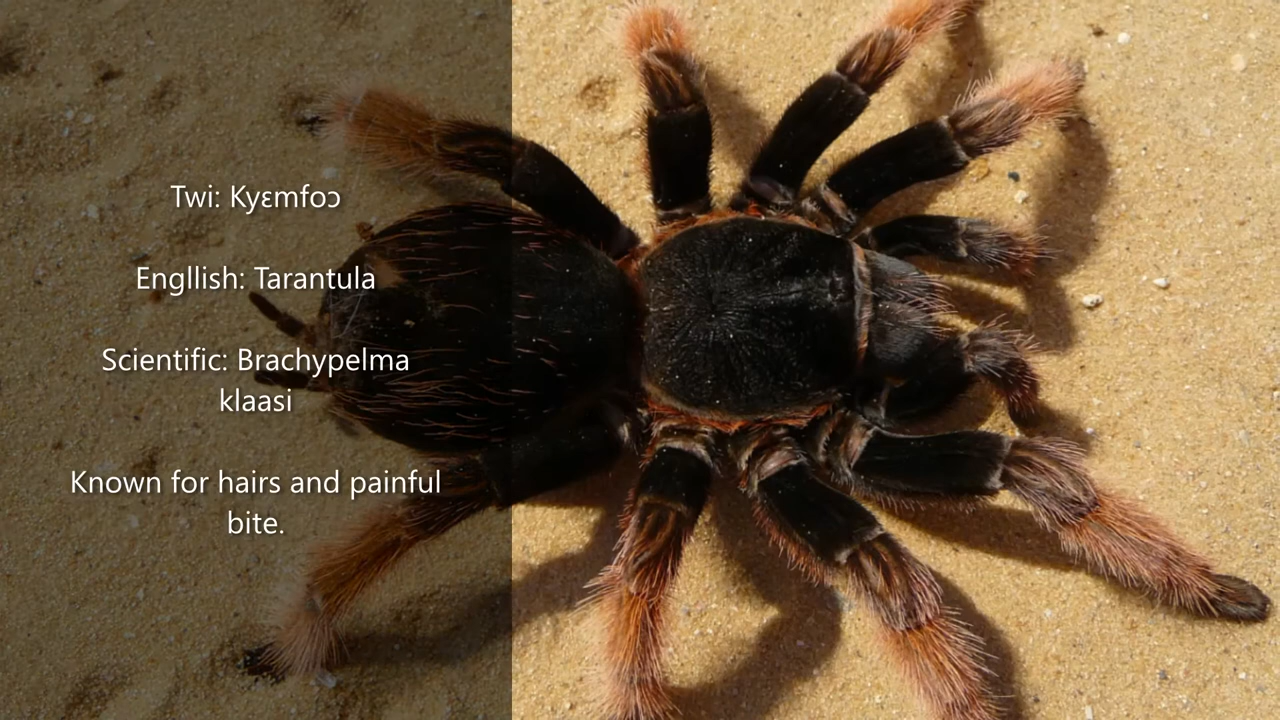 Twi: Kyɛmfoɔ
Engllish: Tarantula
Scientific: Brachypelma
klaasi
Known for hairs and painful
bite.